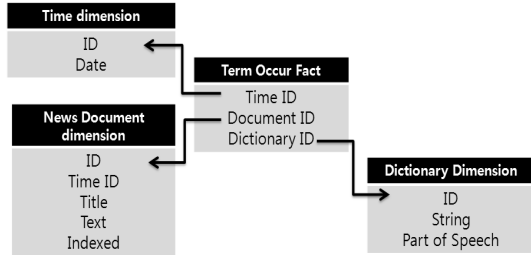 Time dimension
ID
Date
Term Occur Fact
Time ID
Document ID
Dictionary ID
News Document
dimension
ID
Time ID
Title
Text
Indexed
Dictionary Dimension
ID
String
Part of Speech